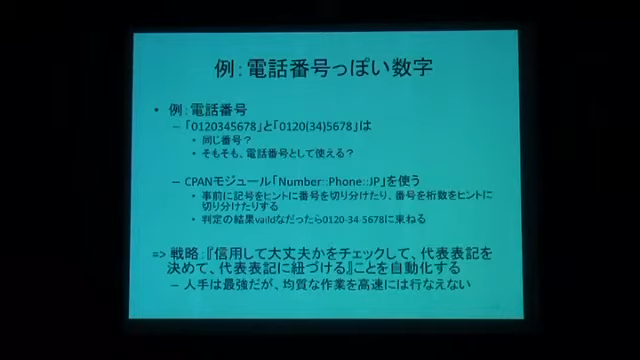 例：電話番号っぽい数字
• 例：電話番号
– 「0120345678」と「0120(34)5678」は
• 同じ番号？
• そもそも、電話番号として使える？
– CPANモジュール「Number::Phone::JP」を使う
• 事前に記号をヒントに番号を切り分けたり、番号を桁数をヒントに
切り分けたりする
• 判定の結果vaildなだったら0120-34-5678に束ねる
=> 戦略：『信用して大丈夫かをチェックして、代表表記を
決めて、代表表記に紐づける』ことを自動化する
– 人手は最強だが、均質な作業を高速には行なえない